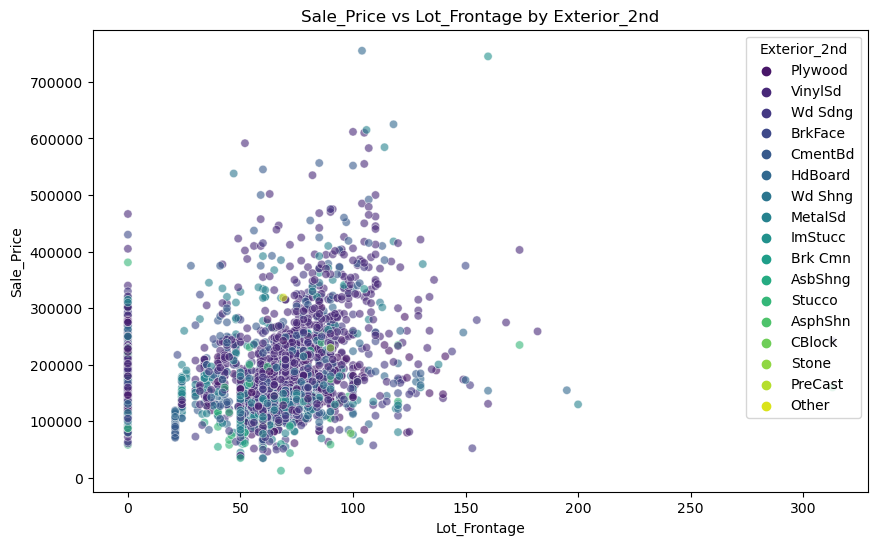 Sale_Price vs Lot_Frontage by Exterior_2nd
Exterior_2nd
Plywood
VinylSd
Wd Sdng
BrkFace
CmentBd
HdBoard
Wd Shng
MetalSd
ImStucc
Brk Cmn
AsbShng
Stucco
AsphShn
CBlock
Stone
PreCast
Other
Sale_Price
700000
600000
500000
400000
300000
200000
100000
0
0 50 100 150 200 250 300
Lot_Frontage